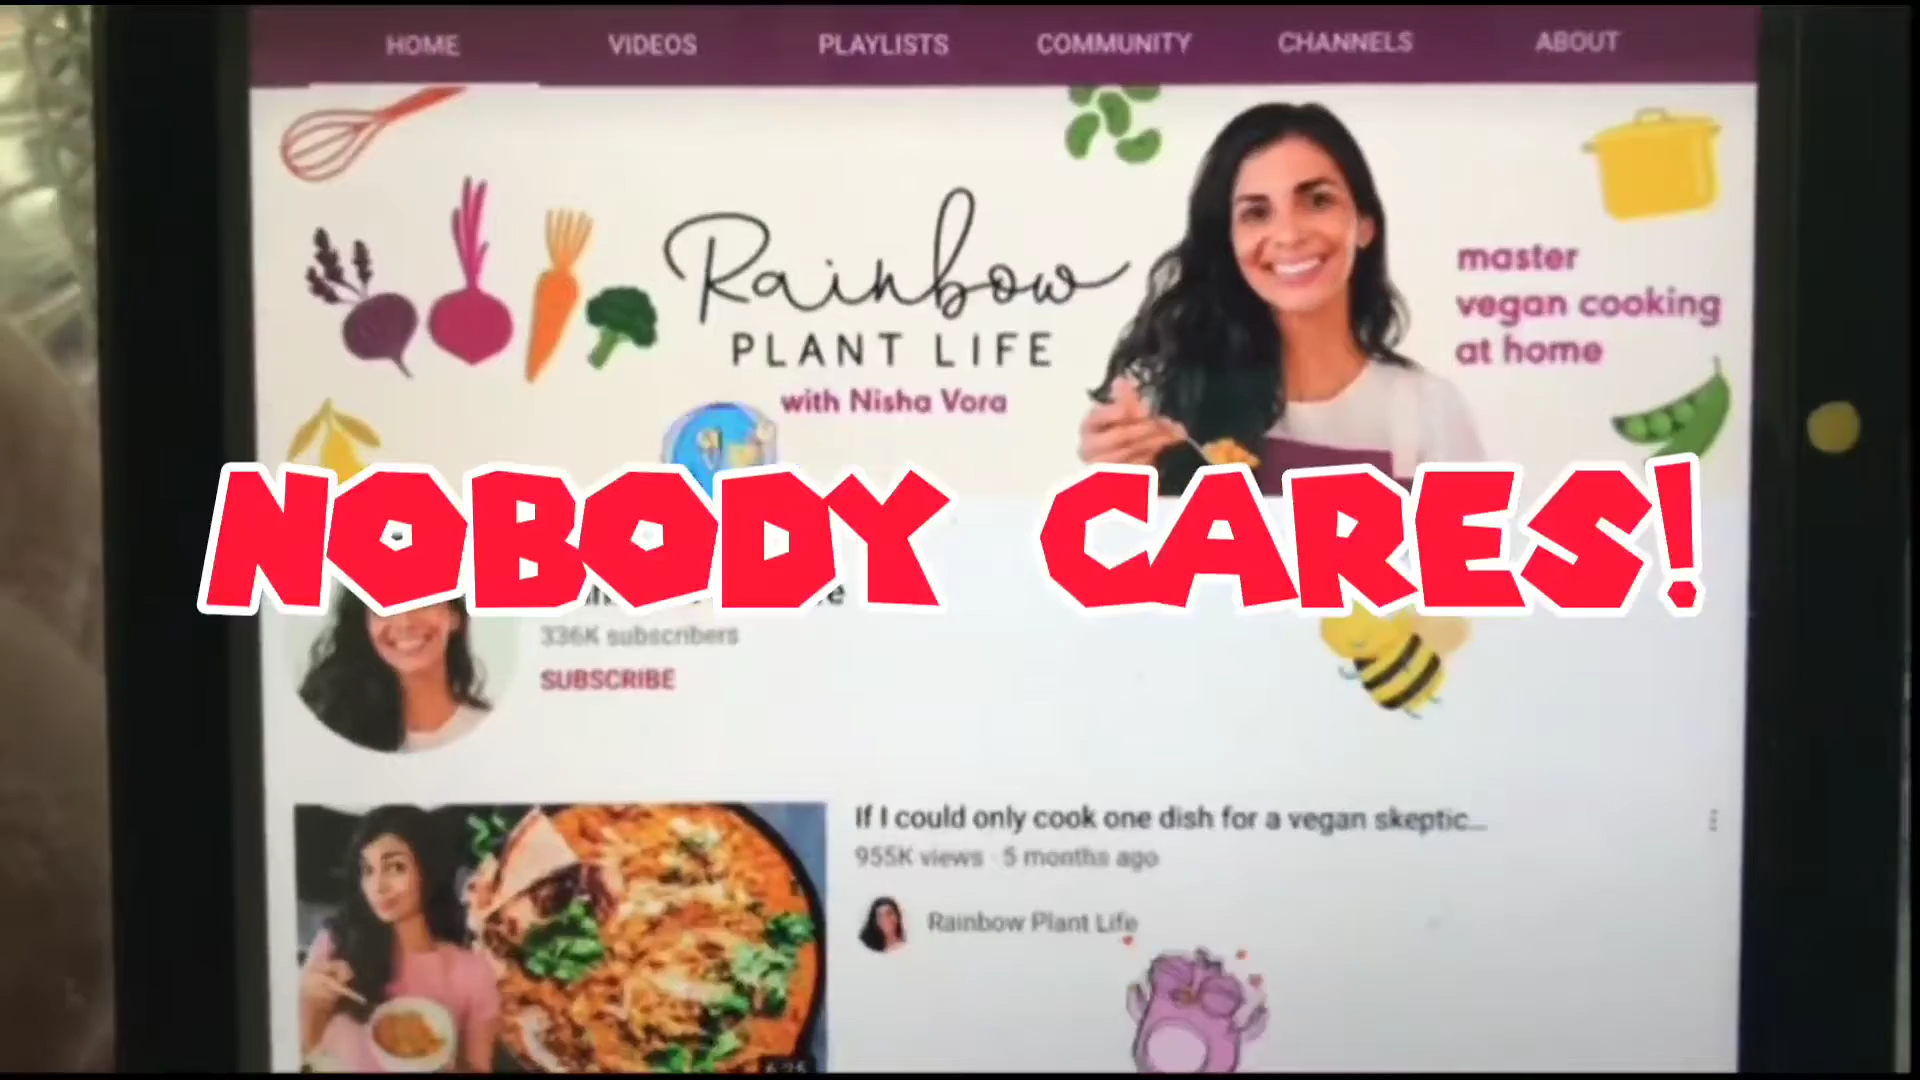 HOME VIDEOS PLAYLISTS COMMUNITY CHANNELS ABOUT
Rainbow
PLANT LIFE
with Nisha Vora
master
vegan cooking
at home
NOBODY CARES!
336K subscribers
SUBSCRIBE
If I could only cook one dish for a vegan skeptic...
955K views · 5 months ago
Rainbow Plant Life